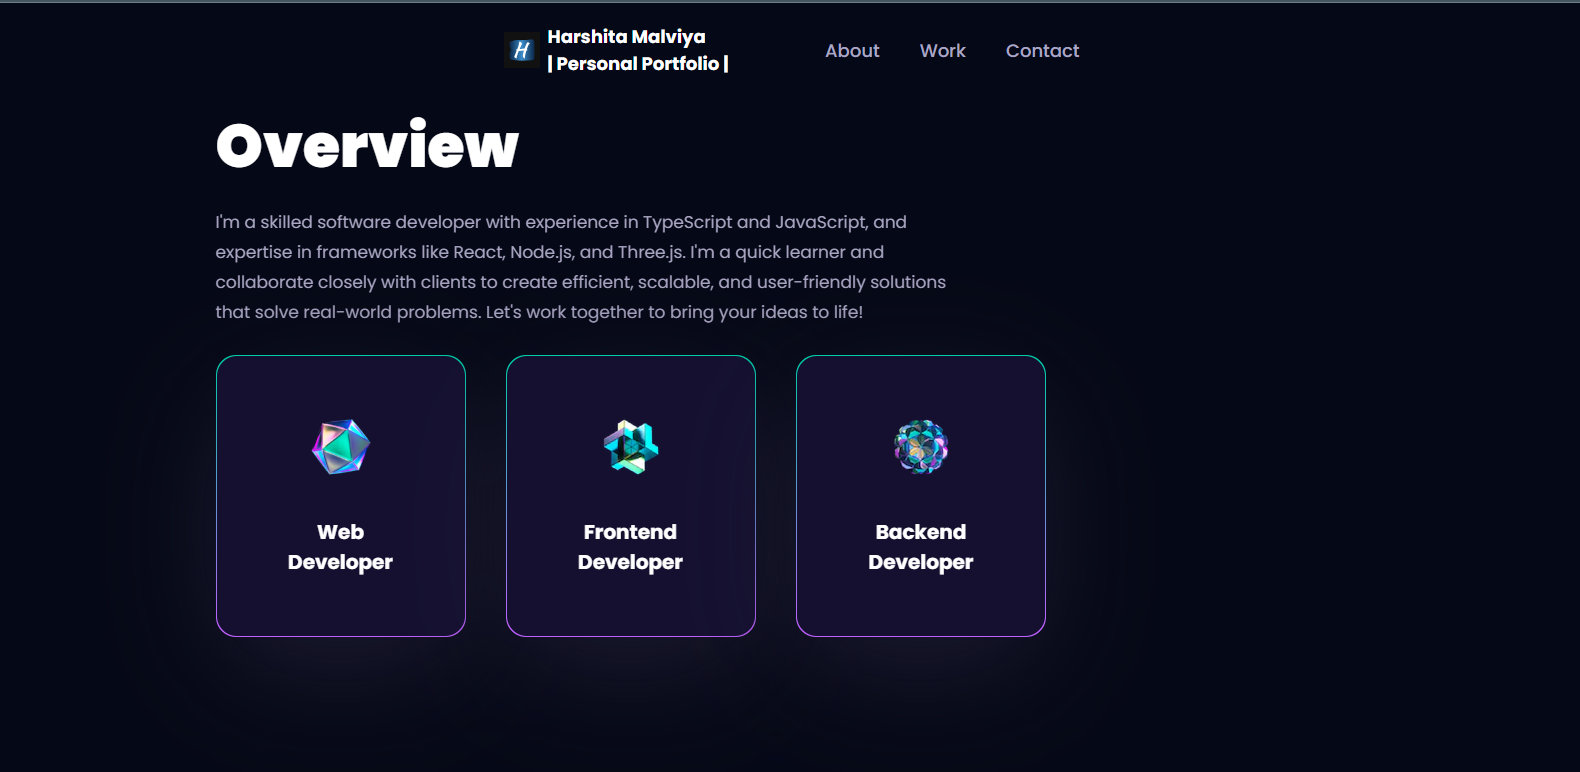 H
Harshita Malviya
| Personal Portfolio |
About Work Contact
Overview
I'm a skilled software developer with experience in TypeScript and JavaScript, and
expertise in frameworks like React, Node.js, and Three.js. I'm a quick learner and
collaborate closely with clients to create efficient, scalable, and user-friendly solutions
that solve real-world problems. Let's work together to bring your ideas to life!
Web
Developer
Frontend
Developer
Backend
Developer